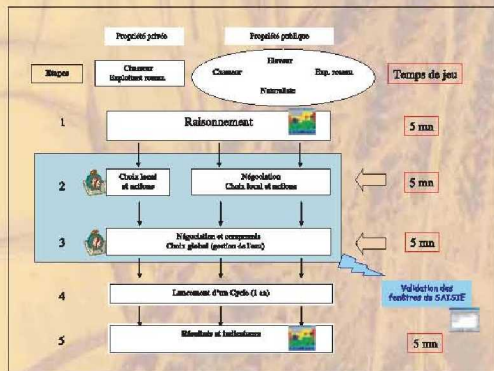 Propriété privée
Propriété publique
Etapes
Chasseur
Exploitant roseau
Eleveur
Chasseur
Exp. roseau
Naturaliste
Temps de jeu
1
Raisonnement
5 mn
2
Choix local
et actions
Négociation
Choix local et actions
5 mn
3
Négociation et compromis
Choix global (gestion de l'eau)
5 mn
Validation des
fenêtres de SAISIE
4
Lancement d'un Cycle (1 an)
5
Résultats et indicateurs
5 mn